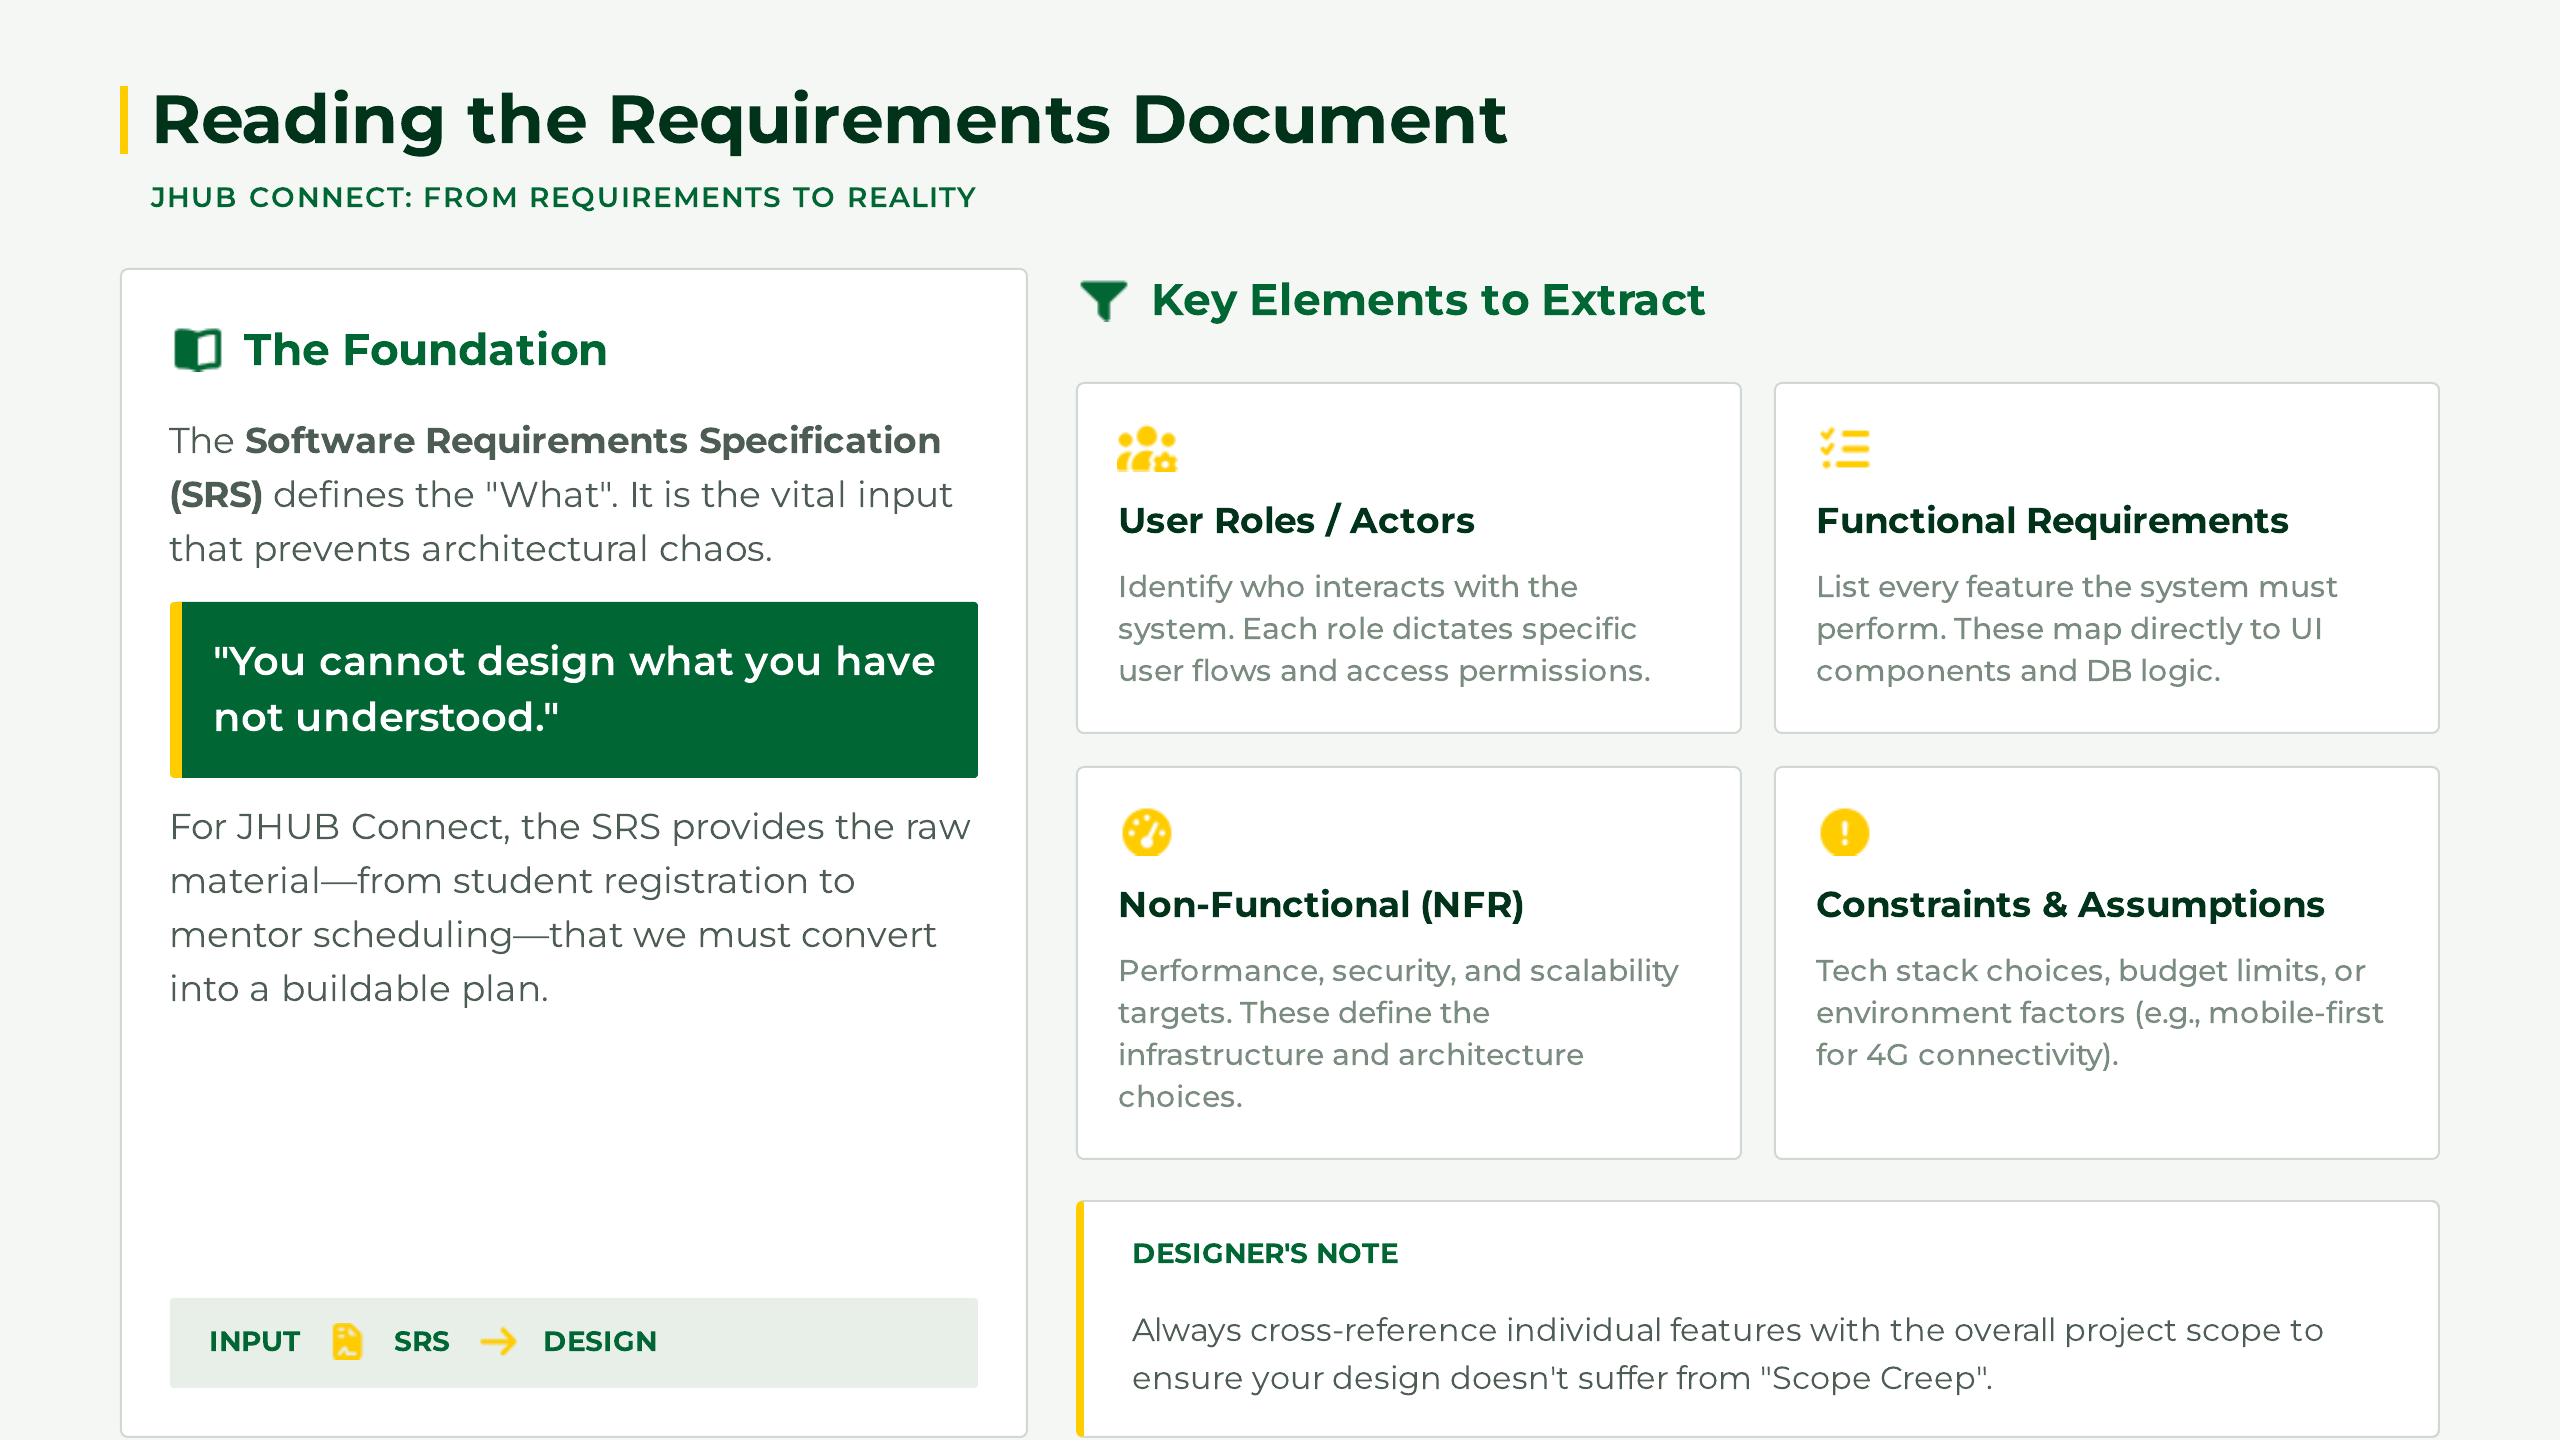 Reading the Requirements Document
JHUB CONNECT: FROM REQUIREMENTS TO REALITY
The Foundation
The Software Requirements Specification
(SRS) defines the "What". It is the vital input
that prevents architectural chaos.
"You cannot design what you have
not understood."
For JHUB Connect, the SRS provides the raw
material—from student registration to
mentor scheduling—that we must convert
into a buildable plan.
INPUT SRS DESIGN
Key Elements to Extract
User Roles / Actors
Identify who interacts with the
system. Each role dictates specific
user flows and access permissions.
Functional Requirements
List every feature the system must
perform. These map directly to UI
components and DB logic.
Non-Functional (NFR)
Performance, security, and scalability
targets. These define the
infrastructure and architecture
choices.
Constraints & Assumptions
Tech stack choices, budget limits, or
environment factors (e.g., mobile-first
for 4G connectivity).
DESIGNER'S NOTE
Always cross-reference individual features with the overall project scope to
ensure your design doesn't suffer from "Scope Creep".